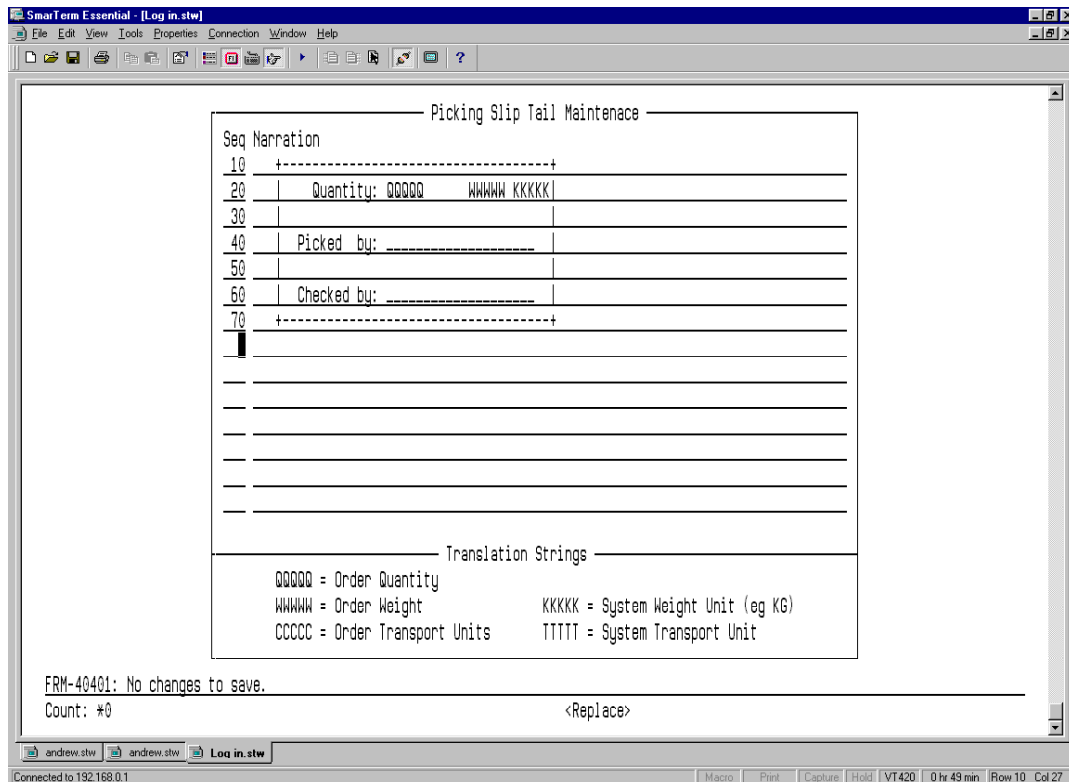 SmarTerm Essential - [Log in.stw]
File Edit View Tools Properties Connection Window Help
Picking Slip Tail Maintenace
Seq Narration
10 +------------------------------------+
20 | Quantity: QQQQQ WWWWW KKKKK|
30 | |
40 | Picked by: ____________________ |
50 | |
60 | Checked by: ____________________ |
70 +------------------------------------+
Translation Strings
QQQQQ = Order Quantity
WWWWW = Order Weight KKKKK = System Weight Unit (eg KG)
CCCCC = Order Transport Units TTTTT = System Transport Unit
FRM-40401: No changes to save.
Count: *0 <Replace>
andrew.stw andrew.stw Log in.stw
Connected to 192.168.0.1 Macro Print Capture Hold VT420 0 hr 49 min Row 10 Col 27